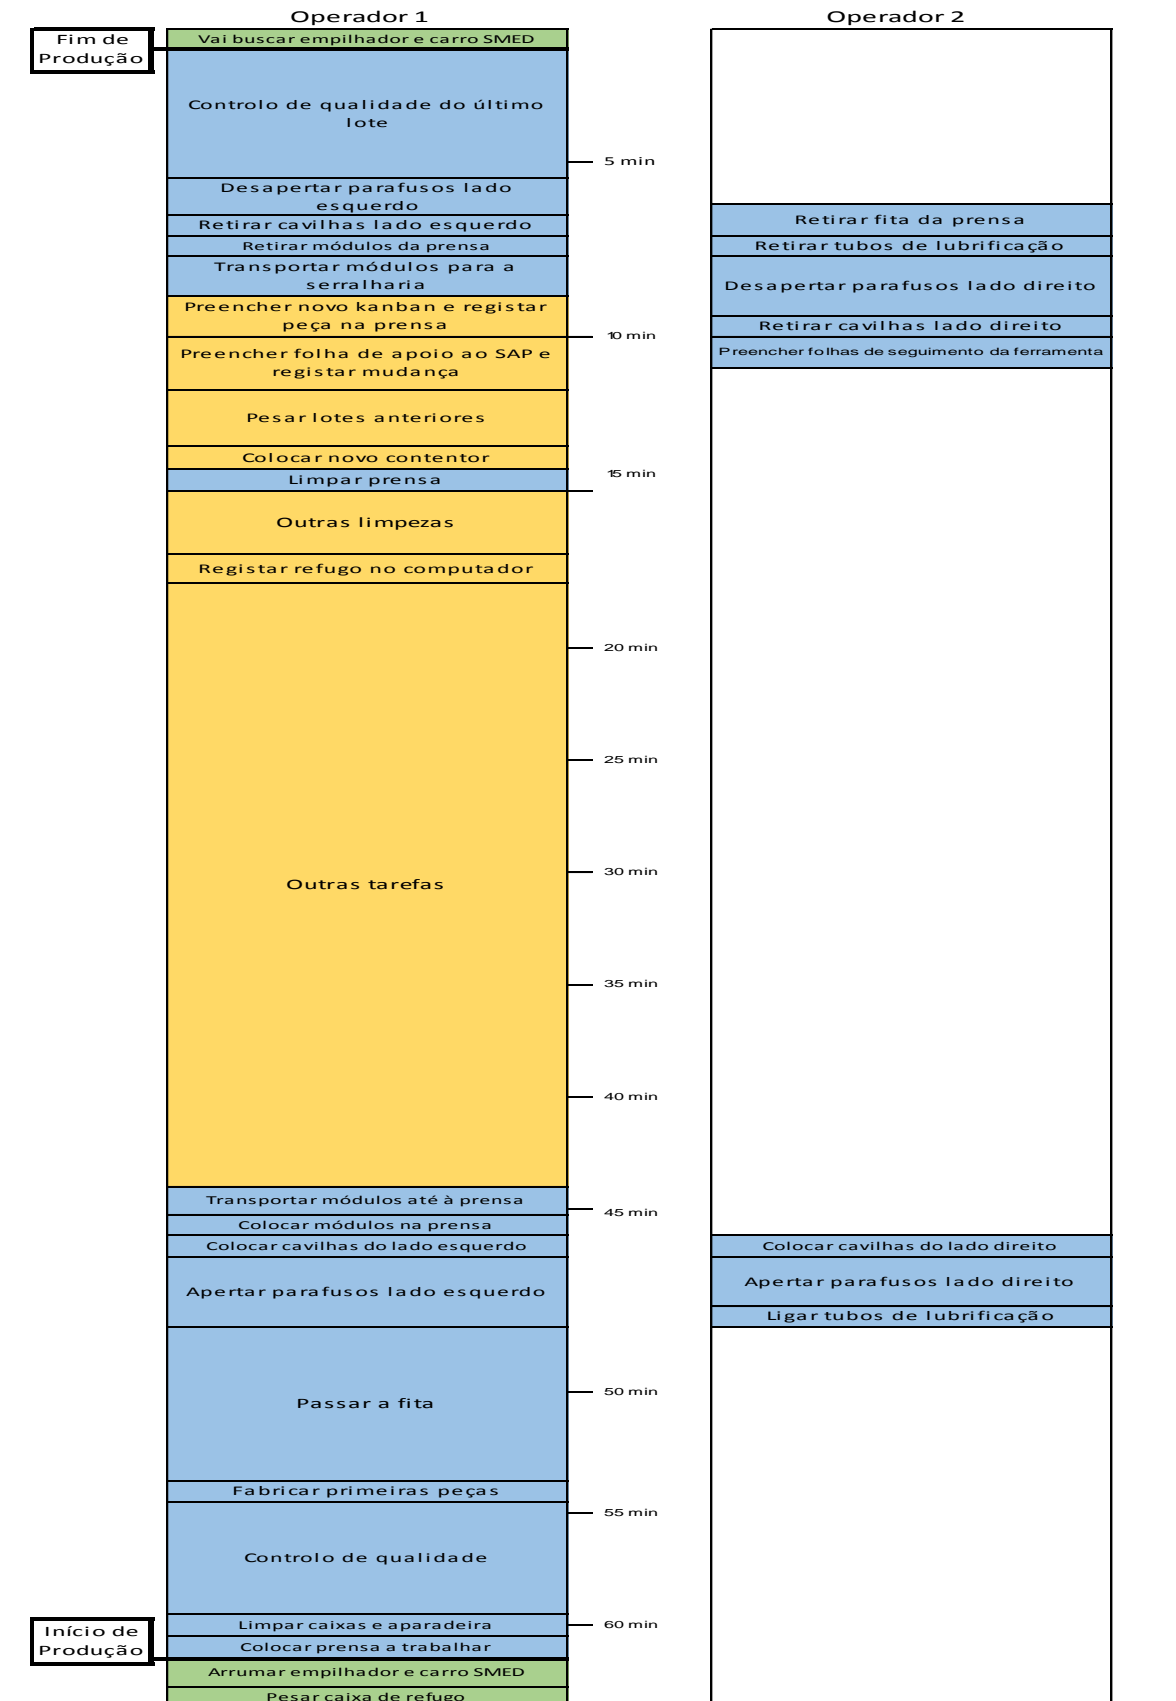 Operador 1
Operador 2
Fim de
Produção
Vai buscar empilhador e carro SMED
Controlo de qualidade do último
lote
5 min
Desapertar parafusos lado
esquerdo
Retirar cavilhas lado esquerdo
Retirar fita da prensa
Retirar módulos da prensa
Retirar tubos de lubrificação
Transportar módulos para a
serralharia
Desapertar parafusos lado direito
Preencher novo kanban e registar
peça na prensa
Retirar cavilhas lado direito
10 min
Preencher folha de apoio ao SAP e
registar mudança
Preencher folhas de seguimento da ferramenta
Pesar lotes anteriores
Colocar novo contentor
15 min
Limpar prensa
Outras limpezas
Registar refugo no computador
20 min
25 min
30 min
Outras tarefas
35 min
40 min
Transportar módulos até à prensa
45 min
Colocar módulos na prensa
Colocar cavilhas do lado esquerdo
Colocar cavilhas do lado direito
Apertar parafusos lado esquerdo
Apertar parafusos lado direito
Ligar tubos de lubrificação
50 min
Passar a fita
Fabricar primeiras peças
55 min
Controlo de qualidade
Limpar caixas e aparadeira
60 min
Início de
Produção
Colocar prensa a trabalhar
Arrumar empilhador e carro SMED
Pesar caixa de refugo